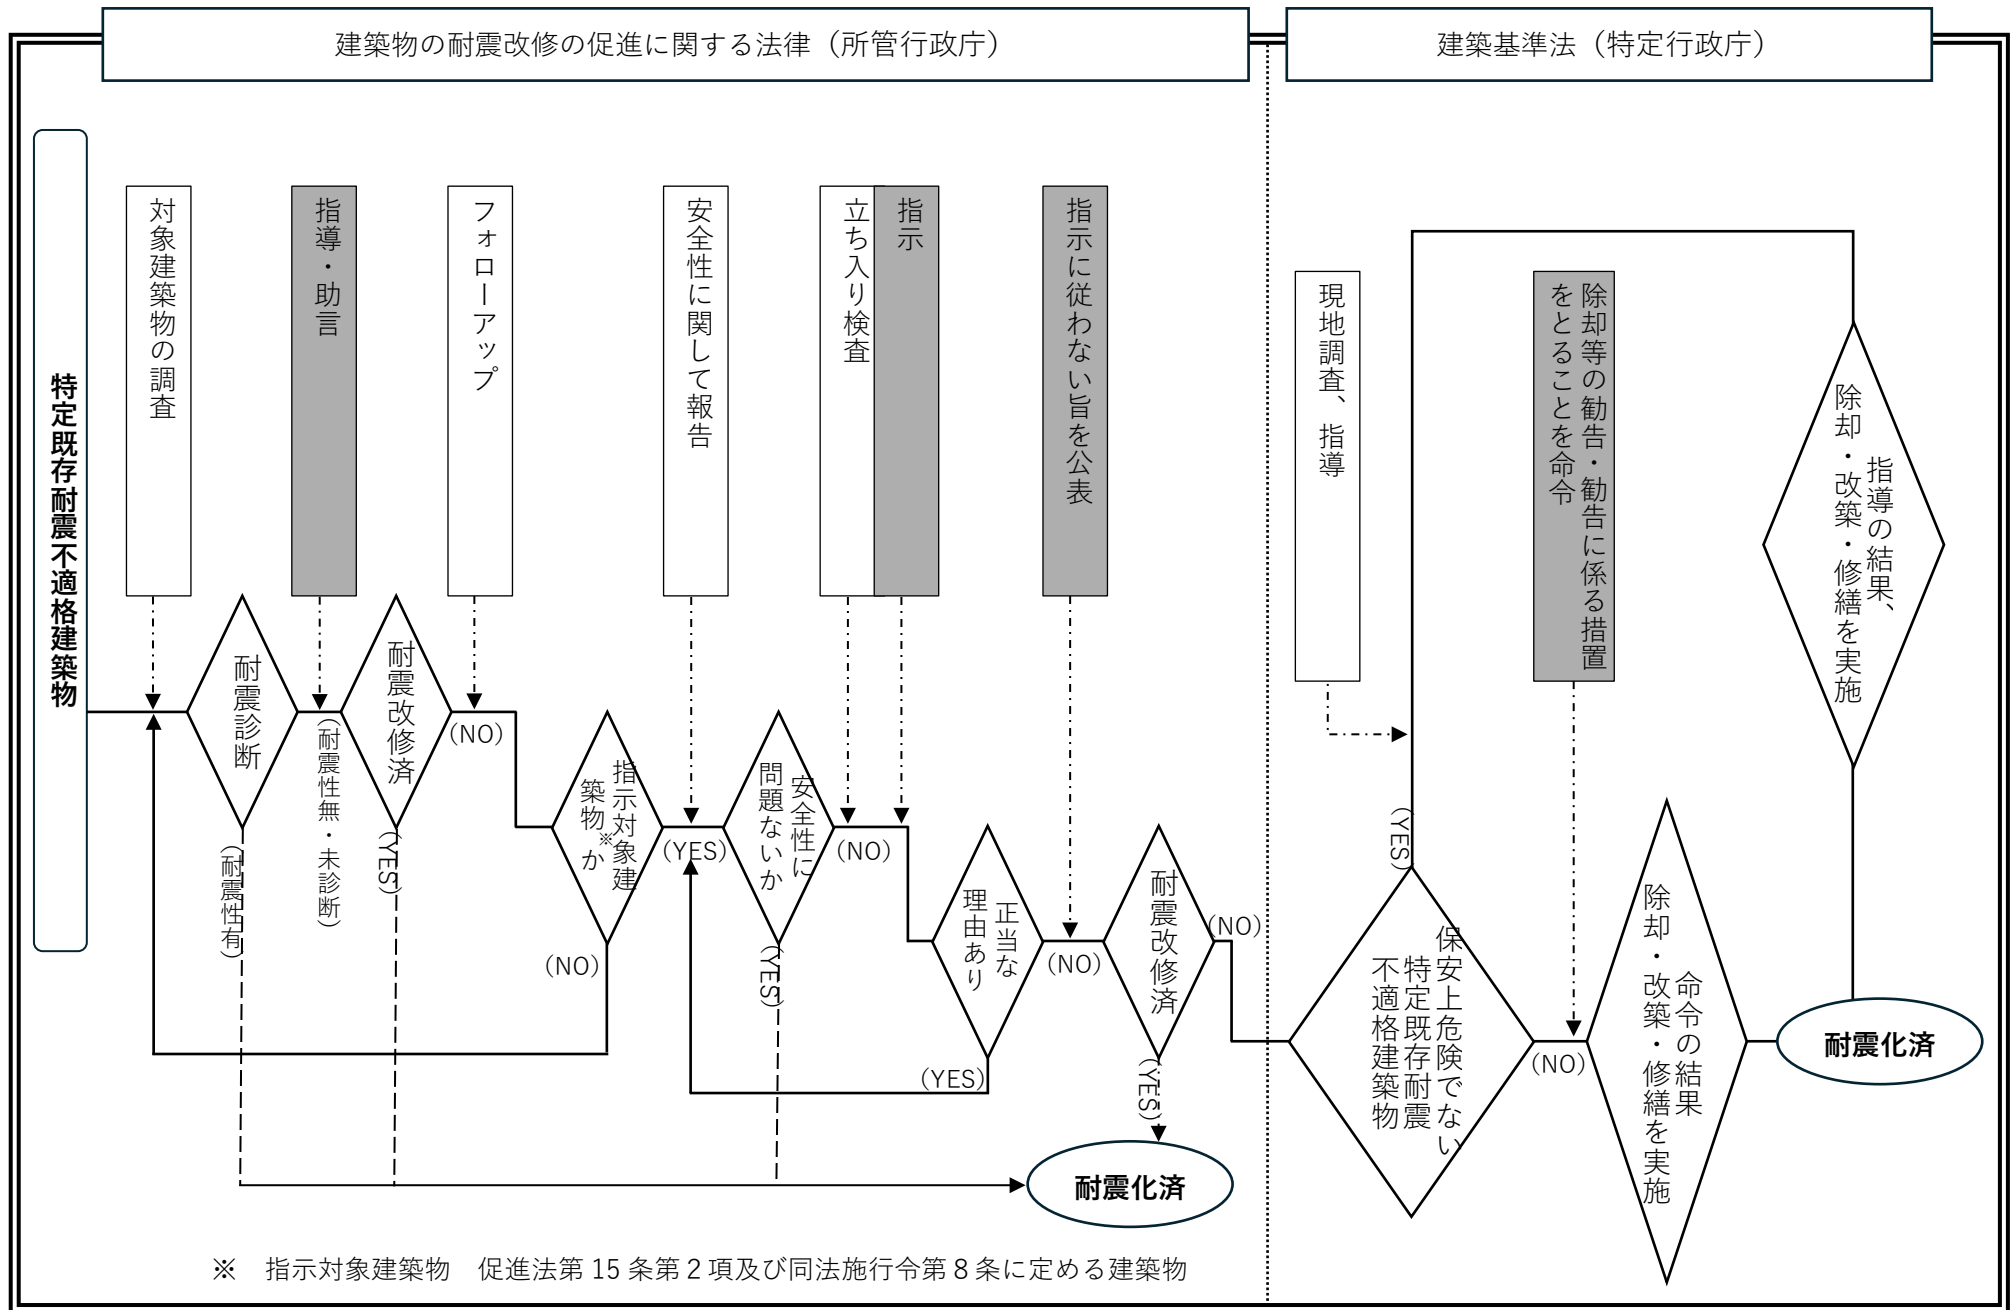 建築物の耐震改修の促進に関する法律（所管行政庁）
建築基準法（特定行政庁）
特定既存耐震不適格建築物
対象建築物の調査
指導・助言
フォローアップ
安全性に関して報告
立ち入り検査
指示
指示に従わない旨を公表
現地調査、指導
除却等の勧告・勧告に係る措置
をとることを命令
指導の結果、
除却・改築・修繕を実施
耐震診断
(耐震性有)
(耐震性無・未診断)
耐震改修済
(NO)
(YES)
指示対象建
築物※か
(YES)
(NO)
安全性に
問題ないか
(NO)
(YES)
正当な
理由あり
(NO)
(YES)
耐震改修済
(NO)
(YES)
耐震化済
(YES)
保安上危険でない
特定既存耐震
不適格建築物
(NO)
命令の結果
除却・改築・修繕を実施
耐震化済
※　指示対象建築物　促進法第 15 条第２項及び同法施行令第８条に定める建築物